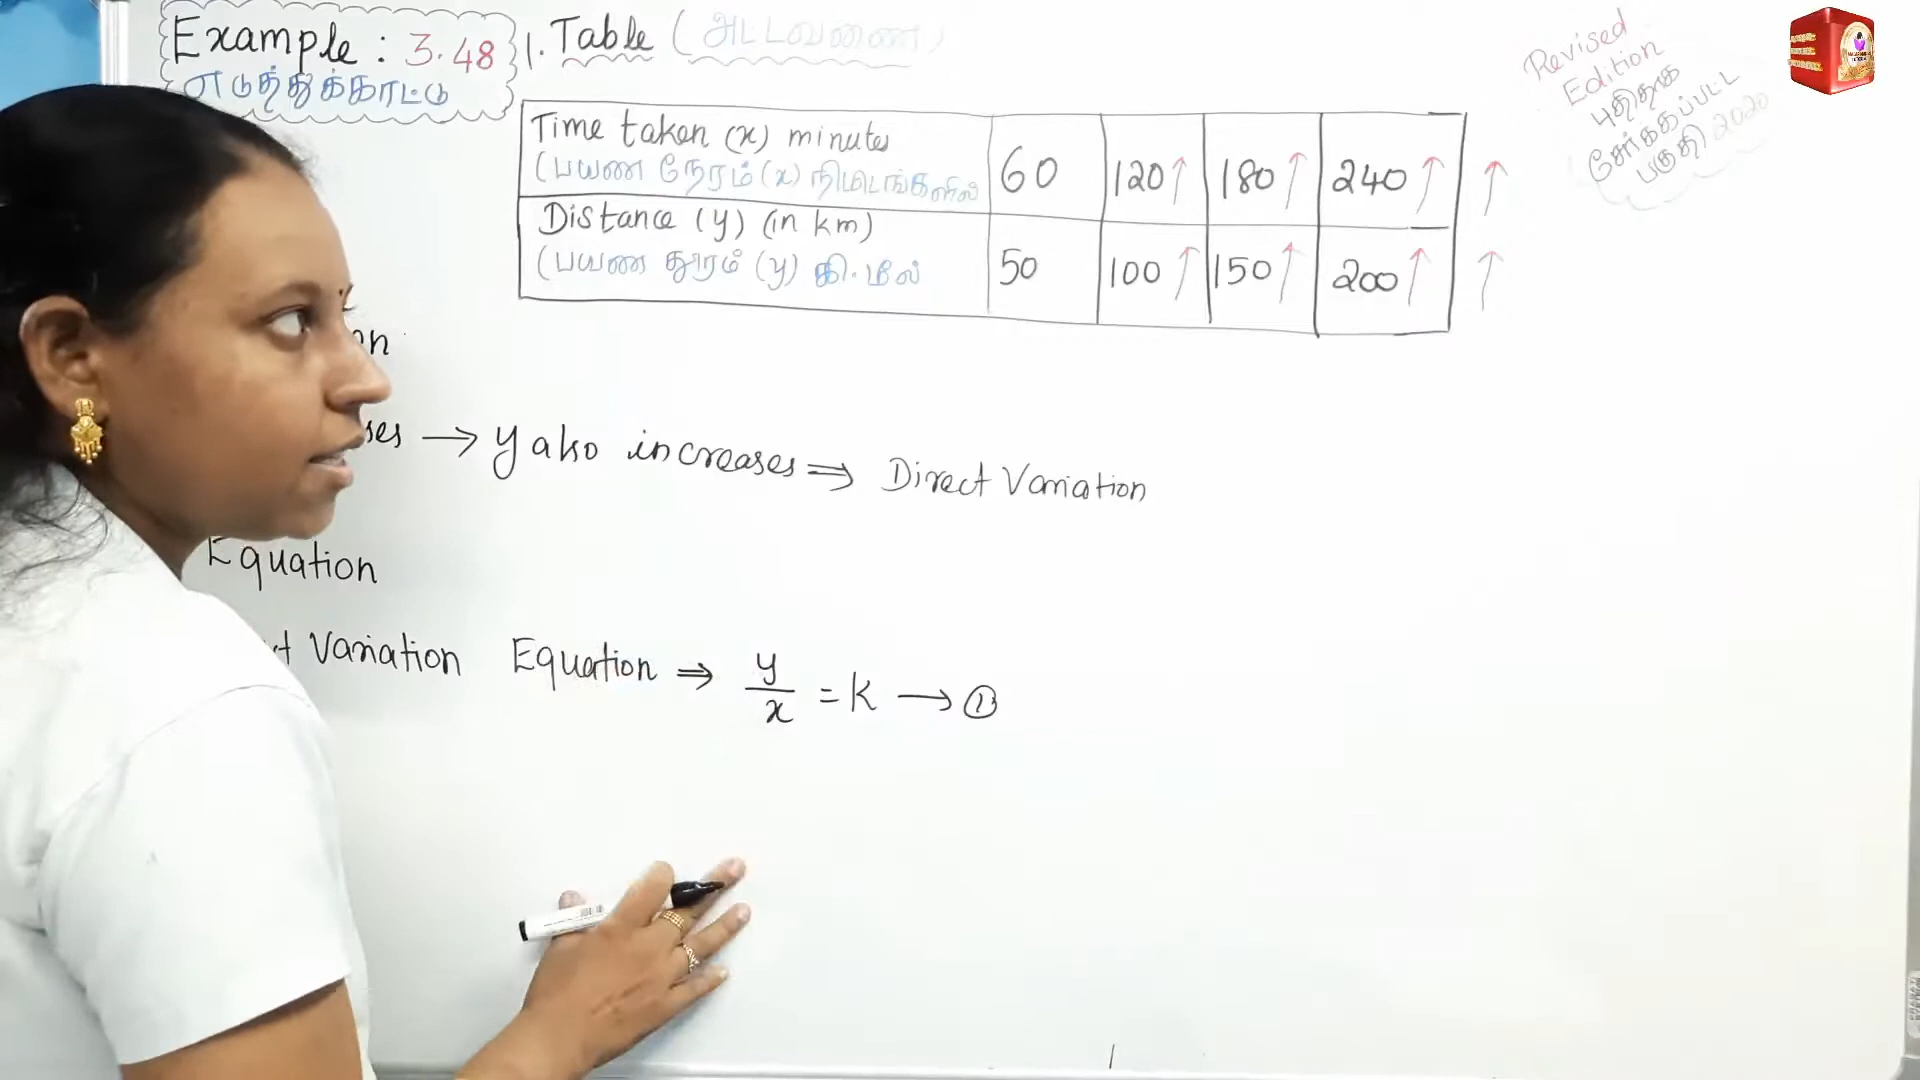 Example : 3.48
எடுத்துக்காட்டு
1. Table (அட்டவணை)
Time taken (x) minutes 60 120↑ 180↑ 240↑ ↑
(பயண நேரம் (x) நிமிடங்களில்
Distance (y) (in km) 50 100↑ 150↑ 200↑ ↑
(பயண தூரம் (y) கி.மீல்
Revised
Edition
புதிதாக
சேர்க்கப்பட்ட
பகுதி 2020
ses → y also increases ⇒ Direct Variation
Equation
Variation Equation ⇒ y/x = k → ①